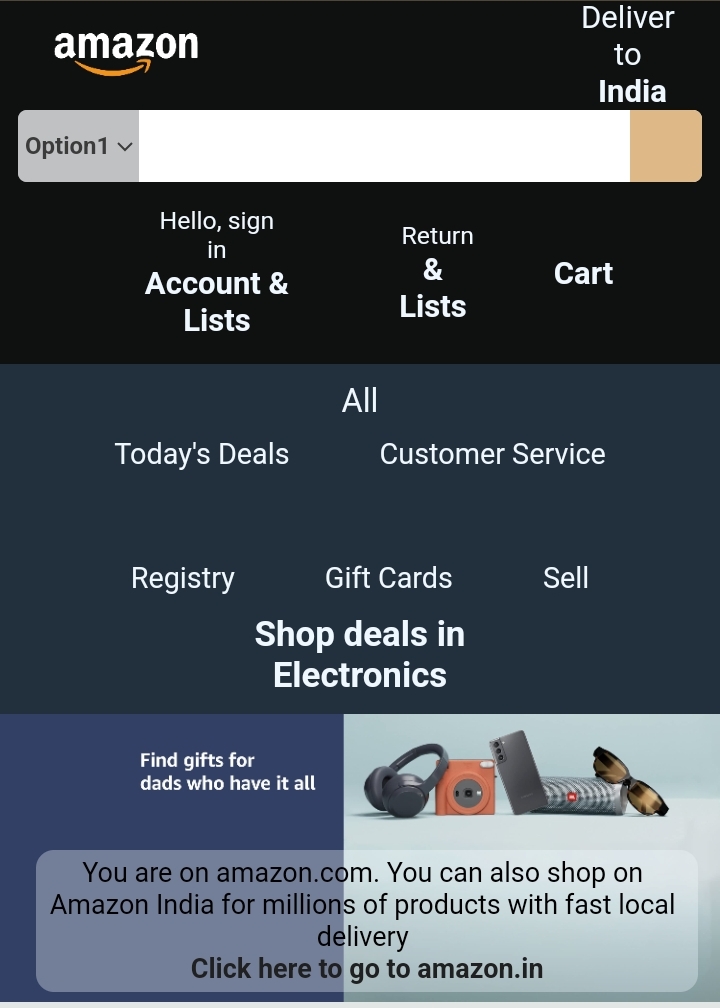 amazon
Deliver
to
India
Option1
Hello, sign
in
Account &
Lists
Return
&
Lists
Cart
All
Today's Deals
Customer Service
Registry
Gift Cards
Sell
Shop deals in
Electronics
Find gifts for
dads who have it all
You are on amazon.com. You can also shop on
Amazon India for millions of products with fast local
delivery
Click here to go to amazon.in